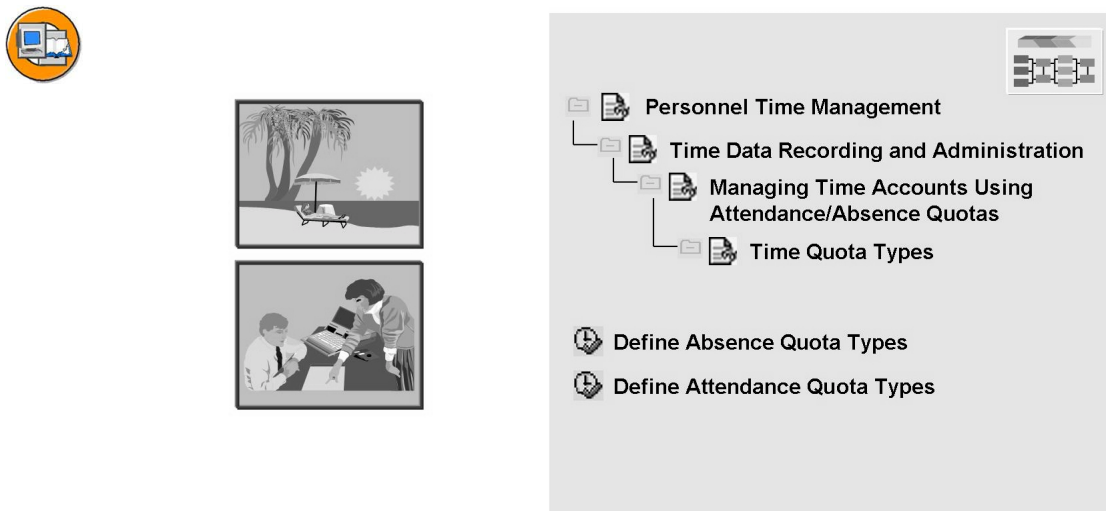 Personnel Time Management
Time Data Recording and Administration
Managing Time Accounts Using
Attendance/Absence Quotas
Time Quota Types
Define Absence Quota Types
Define Attendance Quota Types